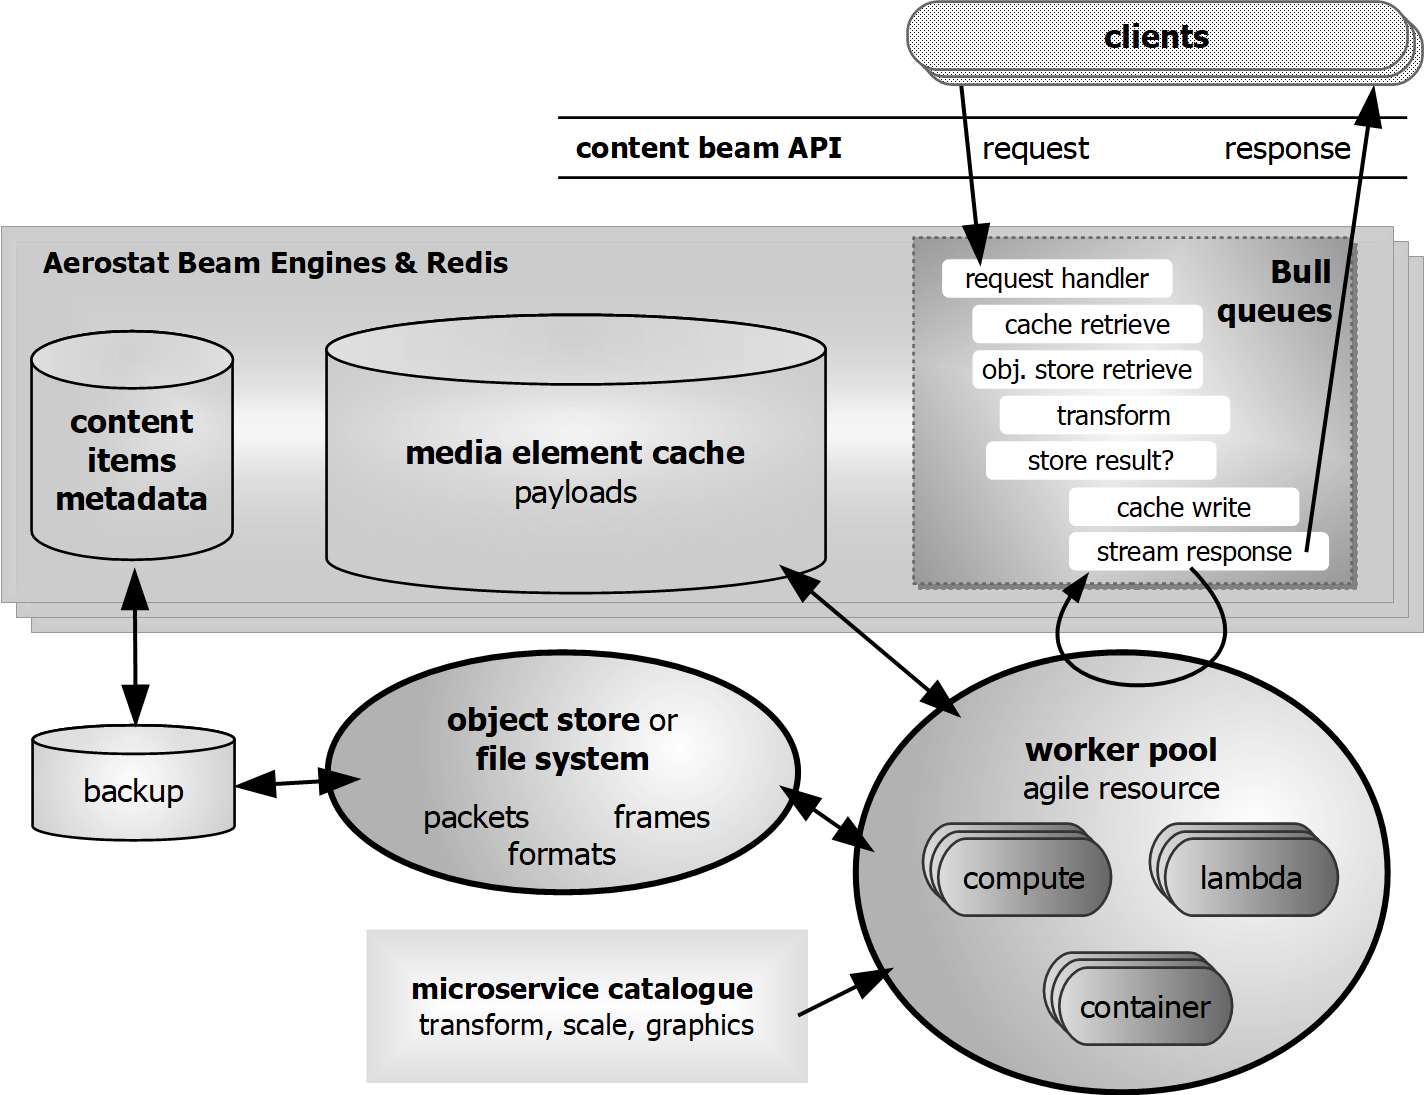 clients
content beam API
request
response
Aerostat Beam Engines & Redis
Bull
queues
request handler
cache retrieve
obj. store retrieve
transform
store result?
cache write
stream response
content
items
metadata
media element cache
payloads
backup
object store or
file system
packets
frames
formats
worker pool
agile resource
compute
lambda
container
microservice catalogue
transform, scale, graphics